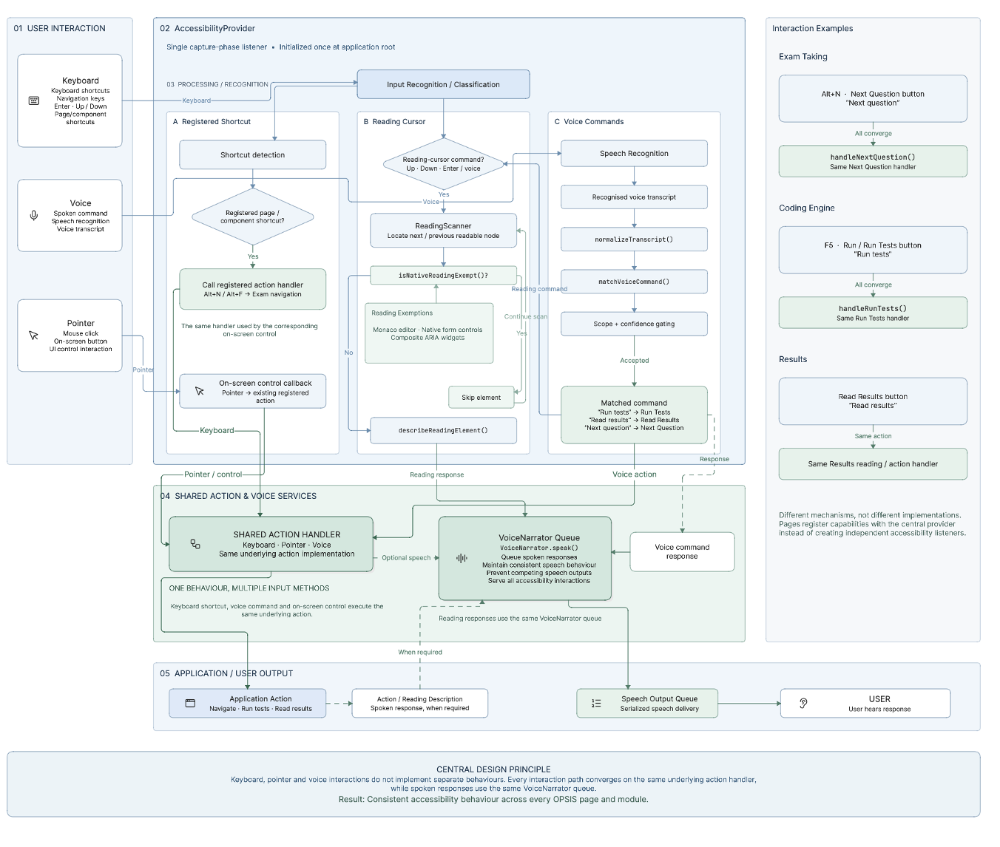 01 USER INTERACTION
Keyboard
Keyboard shortcuts
Navigation keys
Enter · Up / Down
Page/component
shortcuts
Voice
Spoken command
Speech recognition
Voice transcript
Pointer
Mouse click
On-screen button
UI control interaction
Keyboard
Pointer
02 AccessibilityProvider
Single capture-phase listener • Initialized once at application root
03 PROCESSING / RECOGNITION
Input Recognition / Classification
A Registered Shortcut
Shortcut detection
Registered page /
component shortcut?
Yes
Call registered action handler
Alt+N / Alt+F → Exam navigation
The same handler used by the corresponding
on-screen control
On-screen control callback
Pointer → existing registered
action
Keyboard
B Reading Cursor
Reading-cursor command?
Up · Down · Enter / voice
Yes
Voice
ReadingScanner
Locate next / previous readable node
isNativeReadingExempt()?
Reading Exemptions
Monaco editor · Native form controls
Composite ARIA widgets
Continue scan
Yes
No
Skip element
describeReadingElement()
Reading command
C Voice Commands
Speech Recognition
Recognised voice transcript
normalizeTranscript()
matchVoiceCommand()
Scope + confidence gating
Accepted
Matched command
"Run tests" → Run Tests
"Read results" → Read Results
"Next question" → Next Question
Response
Pointer / control
Reading response
Voice action
04 SHARED ACTION & VOICE SERVICES
SHARED ACTION HANDLER
Keyboard · Pointer · Voice
Same underlying action implementation
Optional speech
VoiceNarrator Queue
VoiceNarrator.speak()
Queue spoken responses
Maintain consistent speech behaviour
Prevent competing speech outputs
Serve all accessibility interactions
Voice command
response
ONE BEHAVIOUR, MULTIPLE INPUT METHODS
Keyboard shortcut, voice command and on-screen control execute the
same underlying action.
Reading responses use the same VoiceNarrator queue
When required
05 APPLICATION / USER OUTPUT
Application Action
Navigate · Run tests · Read results
Action / Reading Description
Spoken response, when required
Speech Output Queue
Serialized speech delivery
USER
User hears response
Interaction Examples
Exam Taking
Alt+N · Next Question button
"Next question"
All converge
handleNextQuestion()
Same Next Question handler
Coding Engine
F5 · Run / Run Tests button
"Run tests"
All converge
handleRunTests()
Same Run Tests handler
Results
Read Results button
"Read results"
Same action
Same Results reading / action handler
Different mechanisms, not different implementations.
Pages register capabilities with the central provider
instead of creating independent accessibility listeners.
CENTRAL DESIGN PRINCIPLE
Keyboard, pointer and voice interactions do not implement separate behaviours. Every interaction path converges on the same underlying action handler,
while spoken responses use the same VoiceNarrator queue.
Result: Consistent accessibility behaviour across every OPSIS page and module.